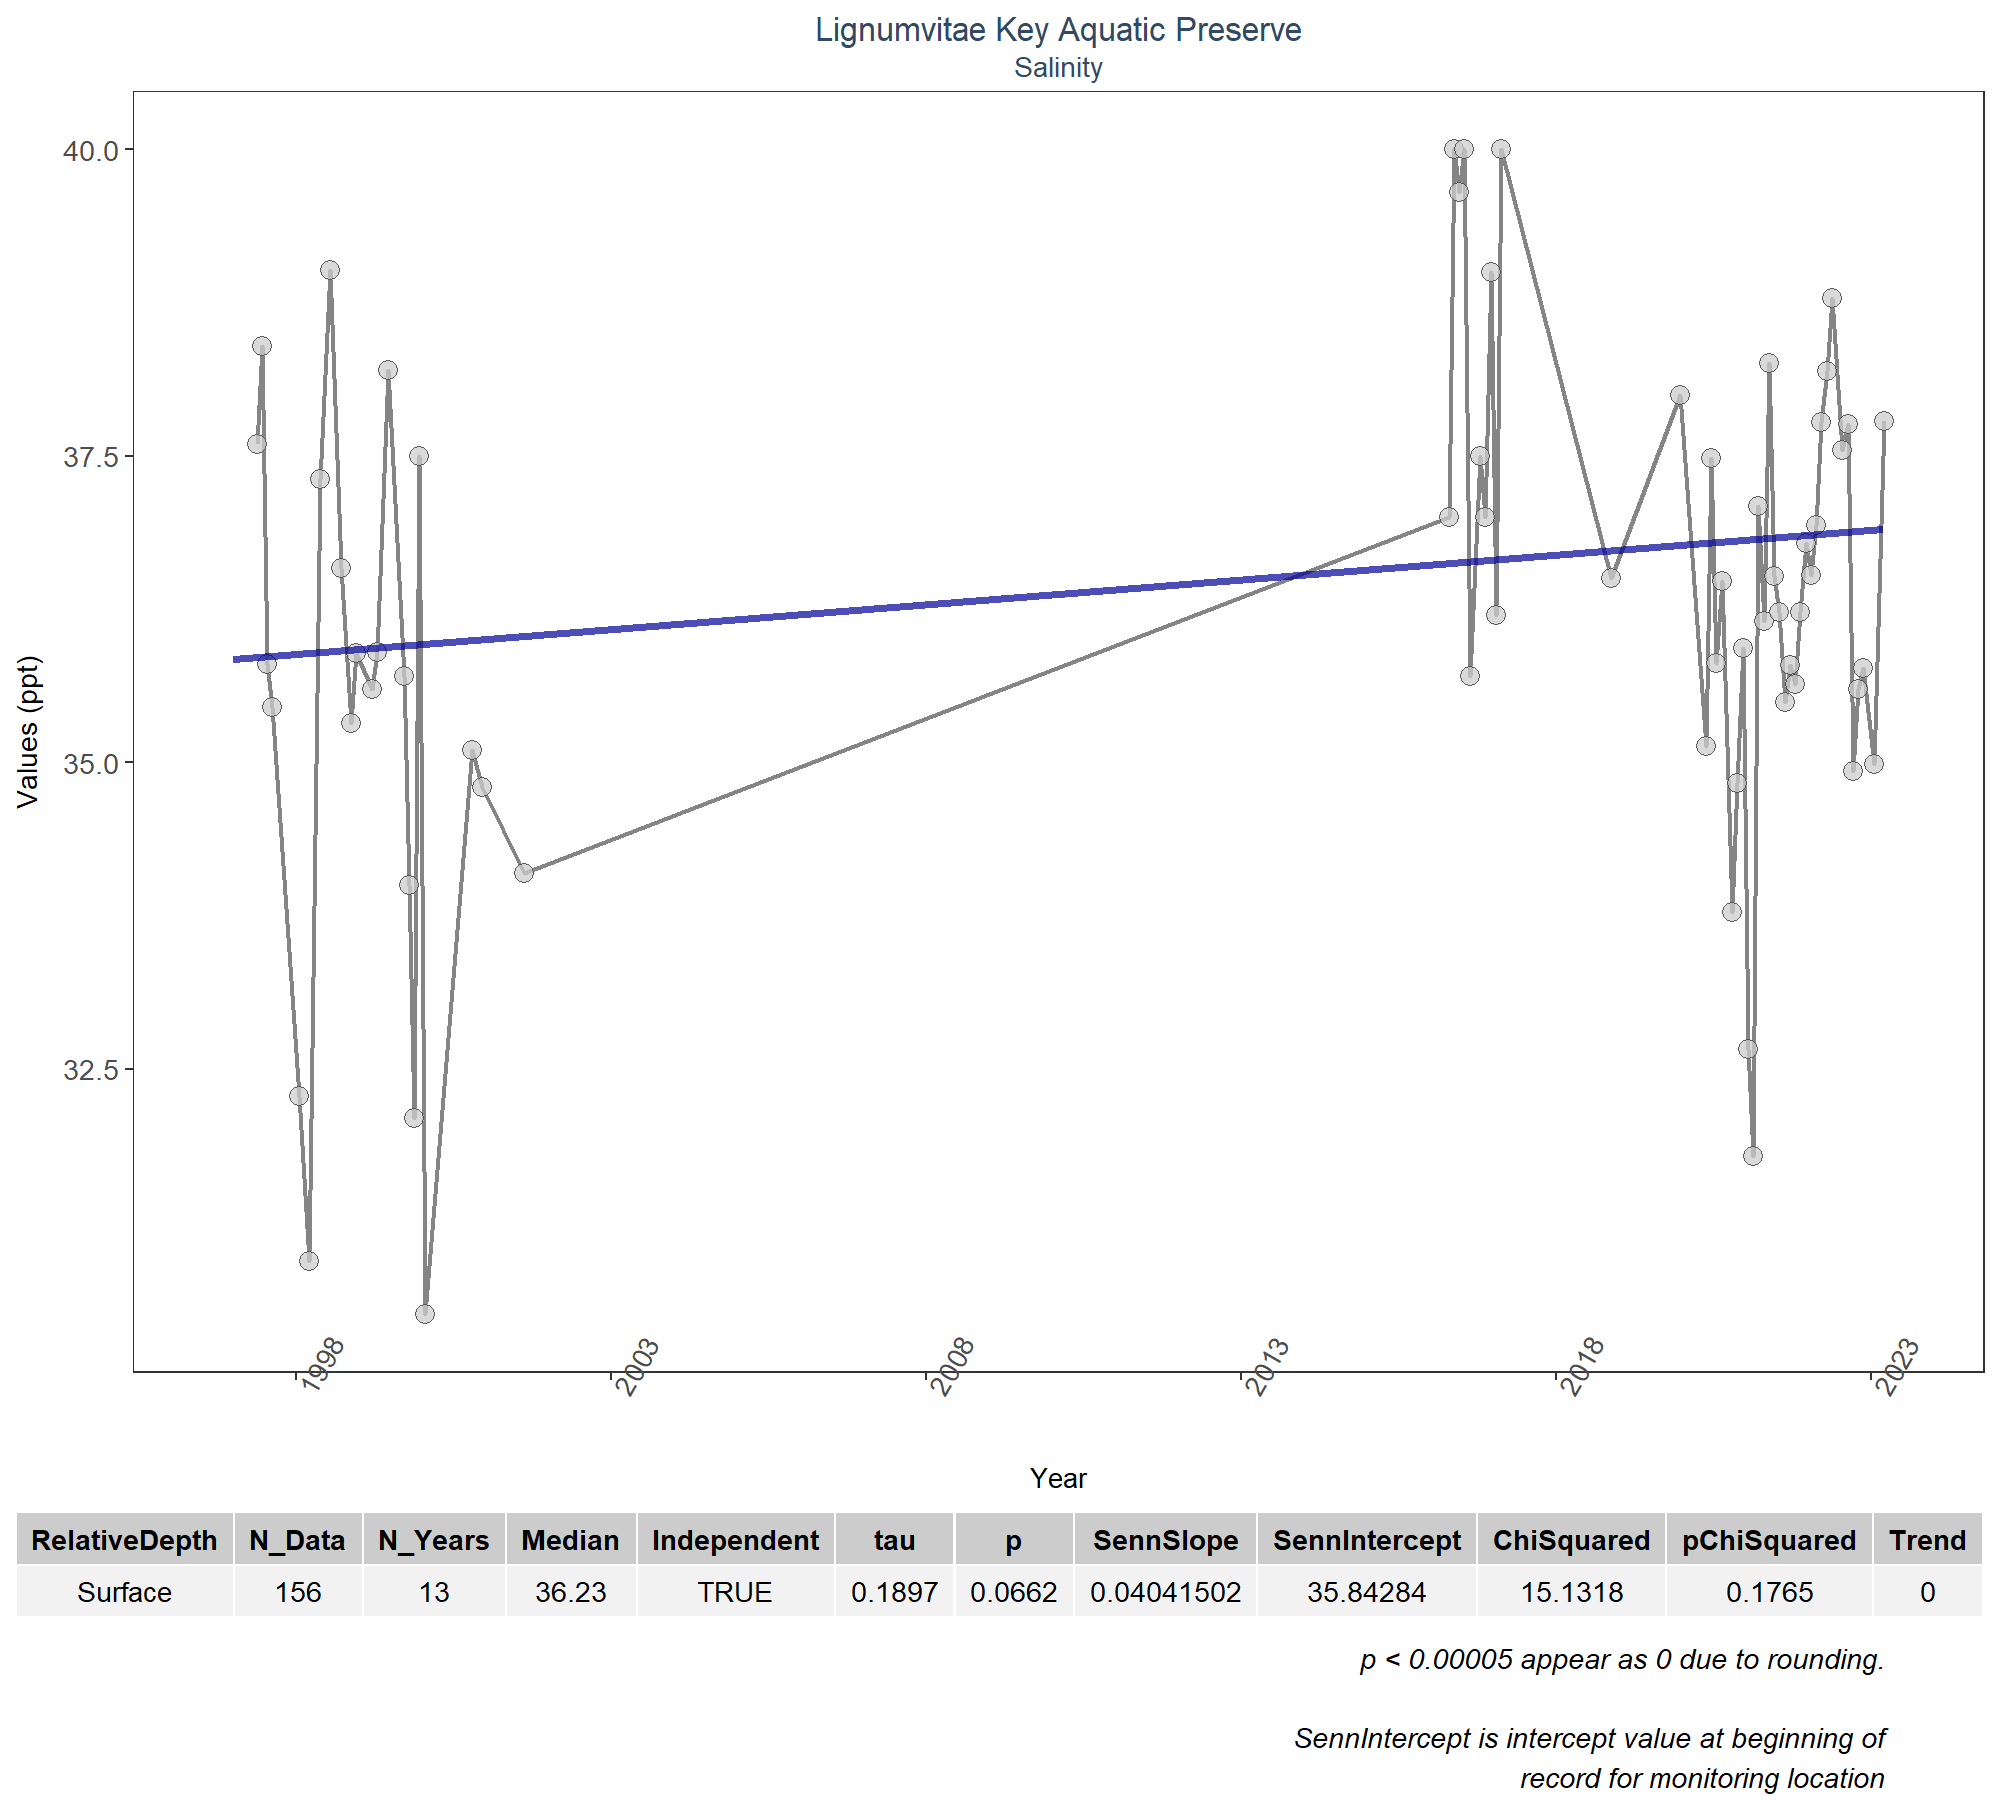 Lignumvitae Key Aquatic Preserve
Salinity
40.0
37.5
35.0
32.5
Values (ppt)
1998 2003 2008 2013 2018 2023
Year
RelativeDepth N_Data N_Years Median Independent tau p SennSlope SennIntercept ChiSquared pChiSquared Trend
Surface 156 13 36.23 TRUE 0.1897 0.0662 0.04041502 35.84284 15.1318 0.1765 0
p < 0.00005 appear as 0 due to rounding.
SennIntercept is intercept value at beginning of
record for monitoring location